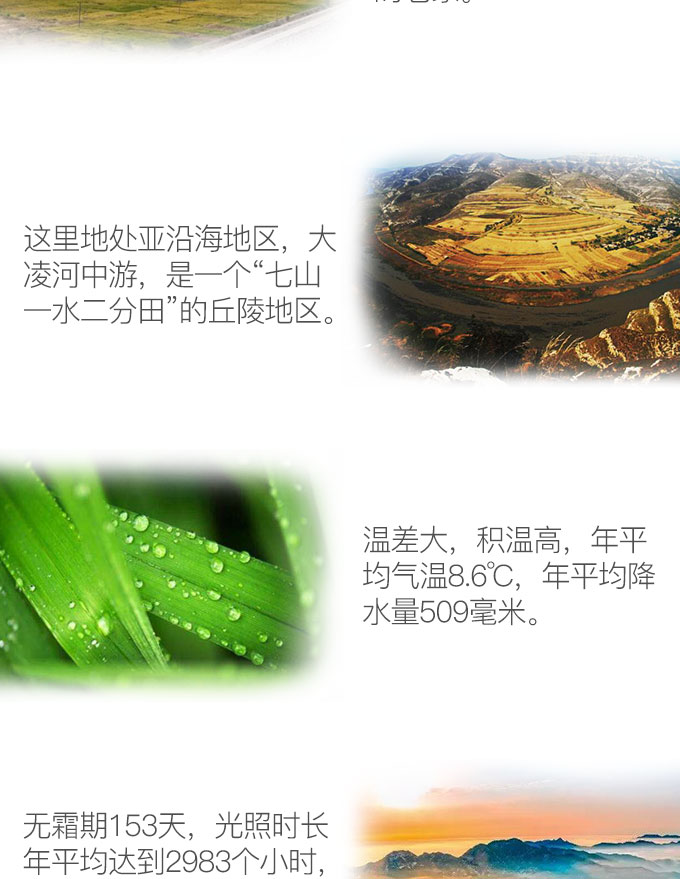 这里地处亚沿海地区，大
凌河中游，是一个“七山
一水二分田”的丘陵地区。
温差大，积温高，年平
均气温8.6℃，年平均降
水量509毫米。
无霜期153天，光照时长
年平均达到2983个小时，